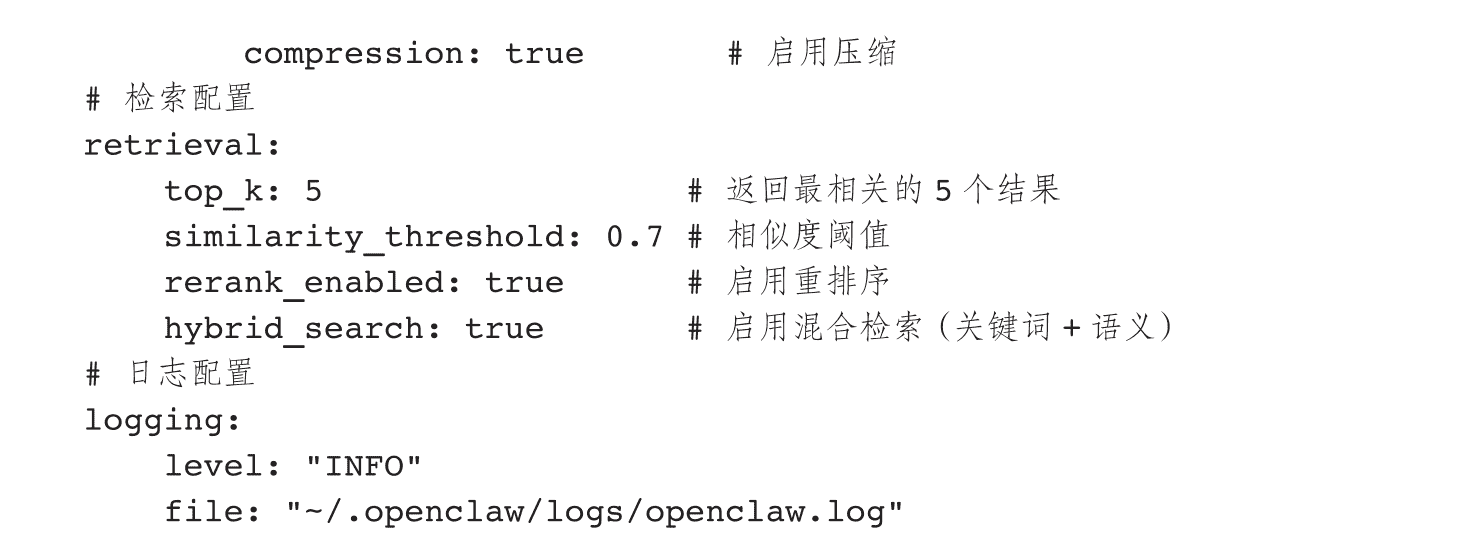 compression: true       # 启用压缩
# 检索配置
retrieval:
    top_k: 5                  # 返回最相关的 5 个结果
    similarity_threshold: 0.7 # 相似度阈值
    rerank_enabled: true      # 启用重排序
    hybrid_search: true       # 启用混合检索（关键词 + 语义）
# 日志配置
logging:
    level: "INFO"
    file: "~/.openclaw/logs/openclaw.log"